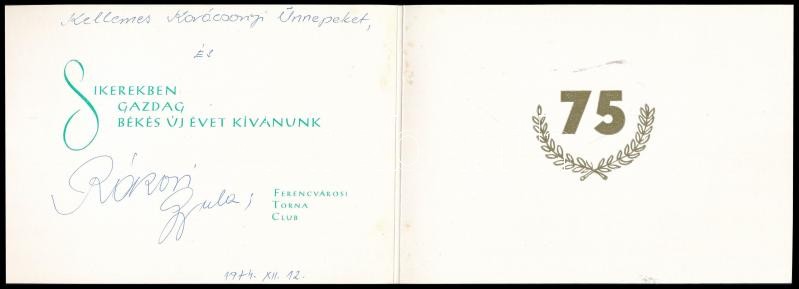 Kellemes Karácsonyi Ünnepeket,
és
SIKEREKBEN
GAZDAG
BÉKÉS ÚJ ÉVET KÍVÁNUNK
Rákosi
Gyula
FERENCVÁROSI
TORNA
CLUB
1974. XII. 12.
75